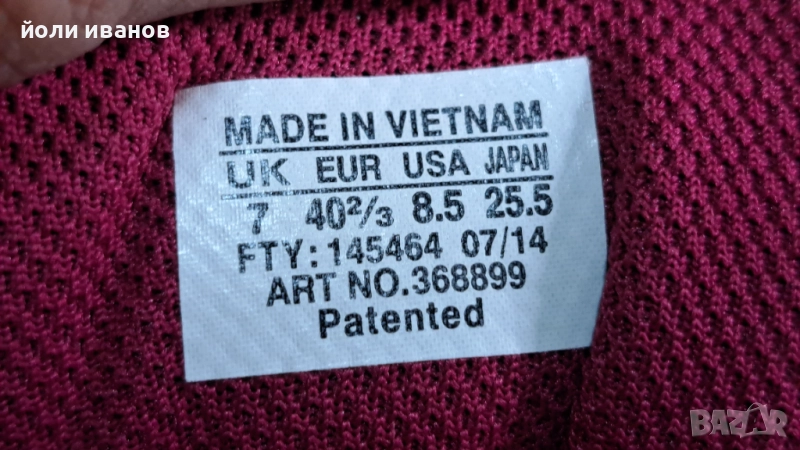 йоли иванов
MADE IN VIETNAM
UK EUR USA JAPAN
7 40⅔ 8.5 25.5
FTY: 145464 07/14
ART NO.368899
Patented
BAZAR